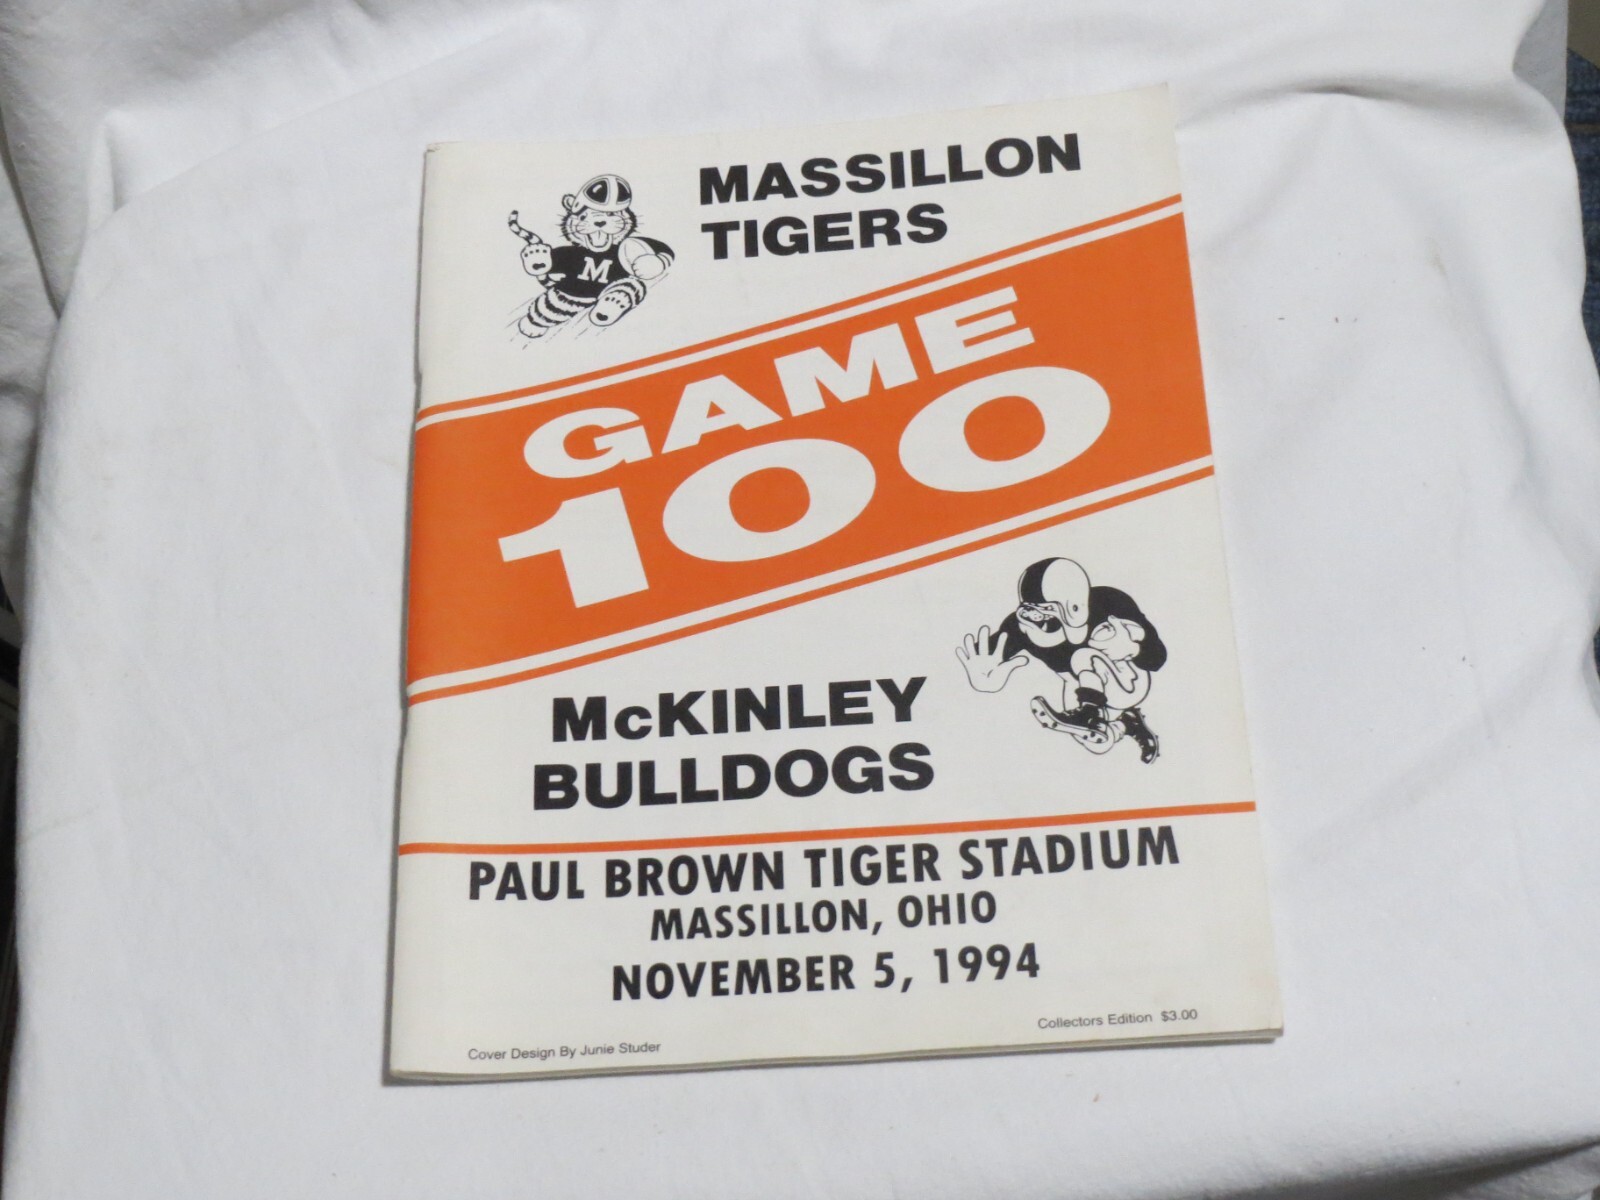 MASSILLON
TIGERS
M
GAME
100
McKINLEY
BULLDOGS
PAUL BROWN TIGER STADIUM
MASSILLON, OHIO
NOVEMBER 5, 1994
Collectors Edition $3.00
Cover Design By Junie Studer